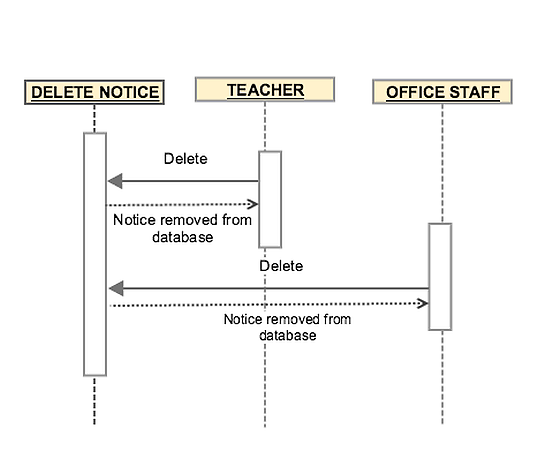 DELETE NOTICE
TEACHER
OFFICE STAFF
Delete
Notice removed from
database
Delete
Notice removed from
database